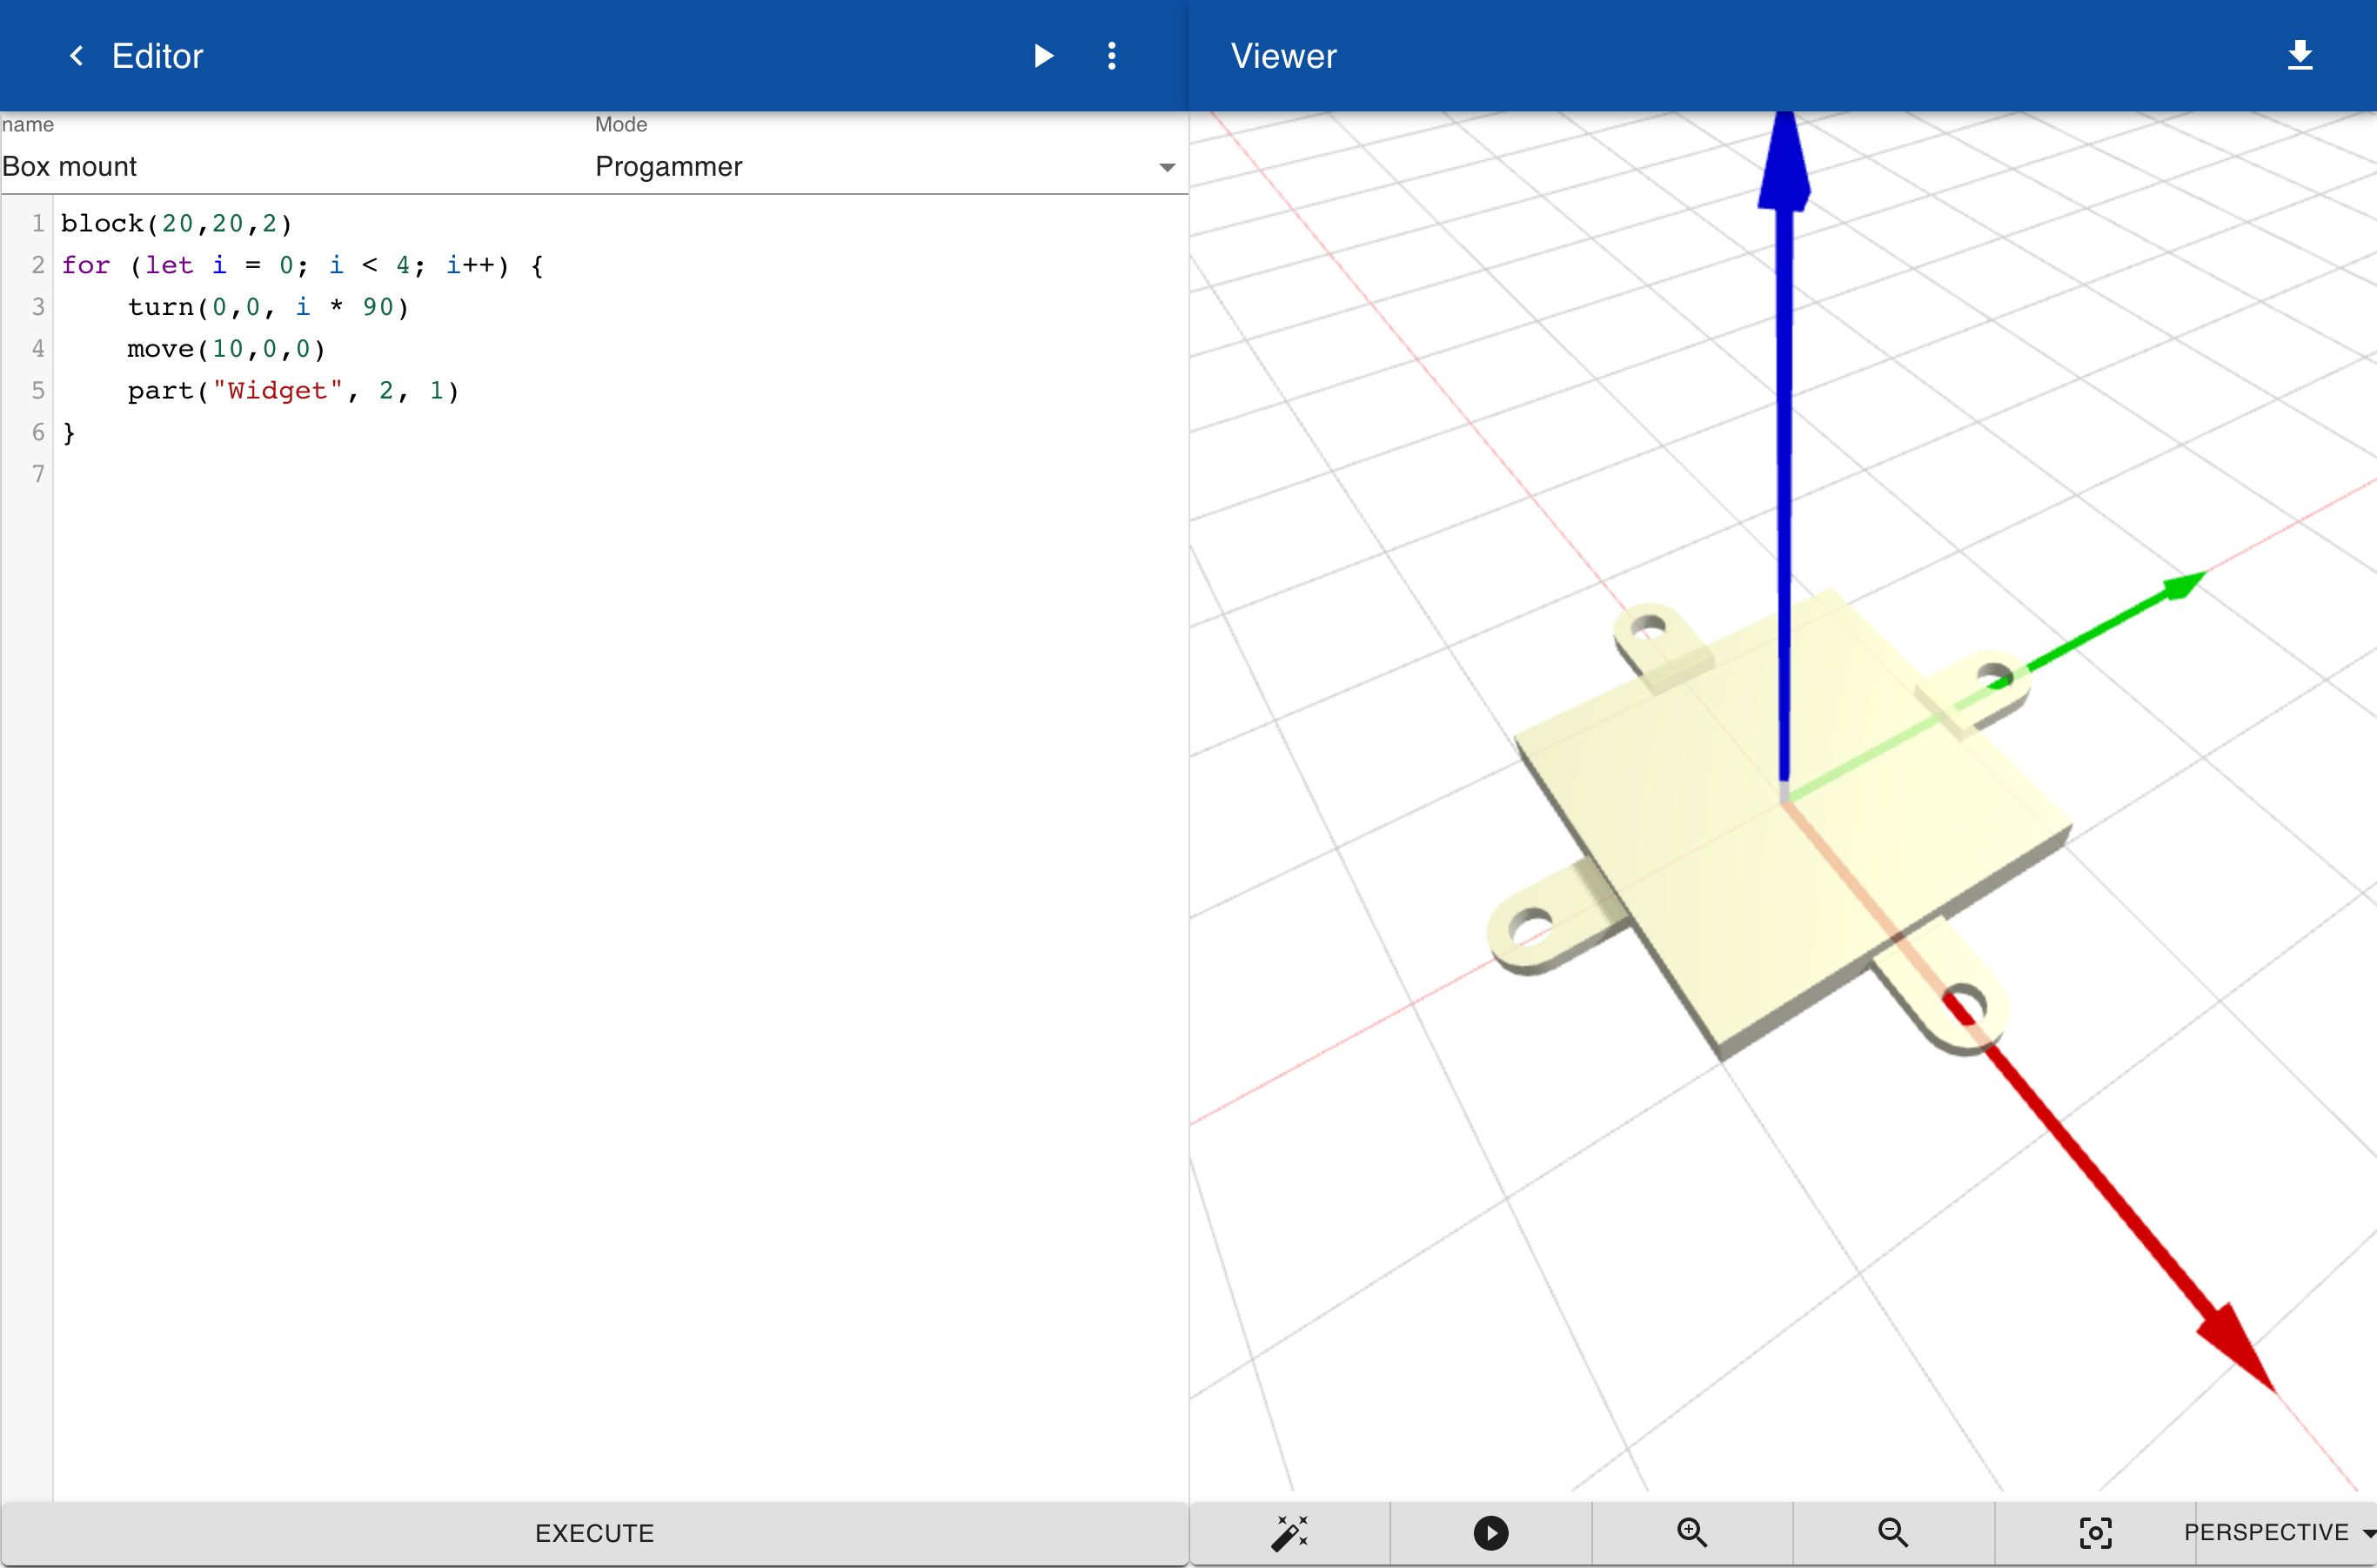 Editor
Viewer
name
Mode
Box mount
Progammer
1 block(20,20,2)
2 for (let i = 0; i < 4; i++) {
3     turn(0,0, i * 90)
4     move(10,0,0)
5     part("Widget", 2, 1)
6 }
7
EXECUTE
PERSPECTIVE